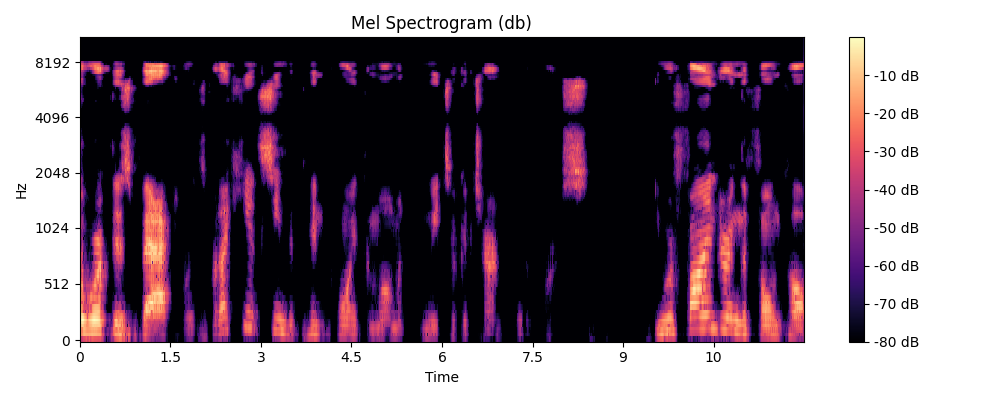 Mel Spectrogram (db)
8192
4096
2048
1024
512
0
Hz
0 1.5 3 4.5 6 7.5 9 10
Time
-10 dB
-20 dB
-30 dB
-40 dB
-50 dB
-60 dB
-70 dB
-80 dB